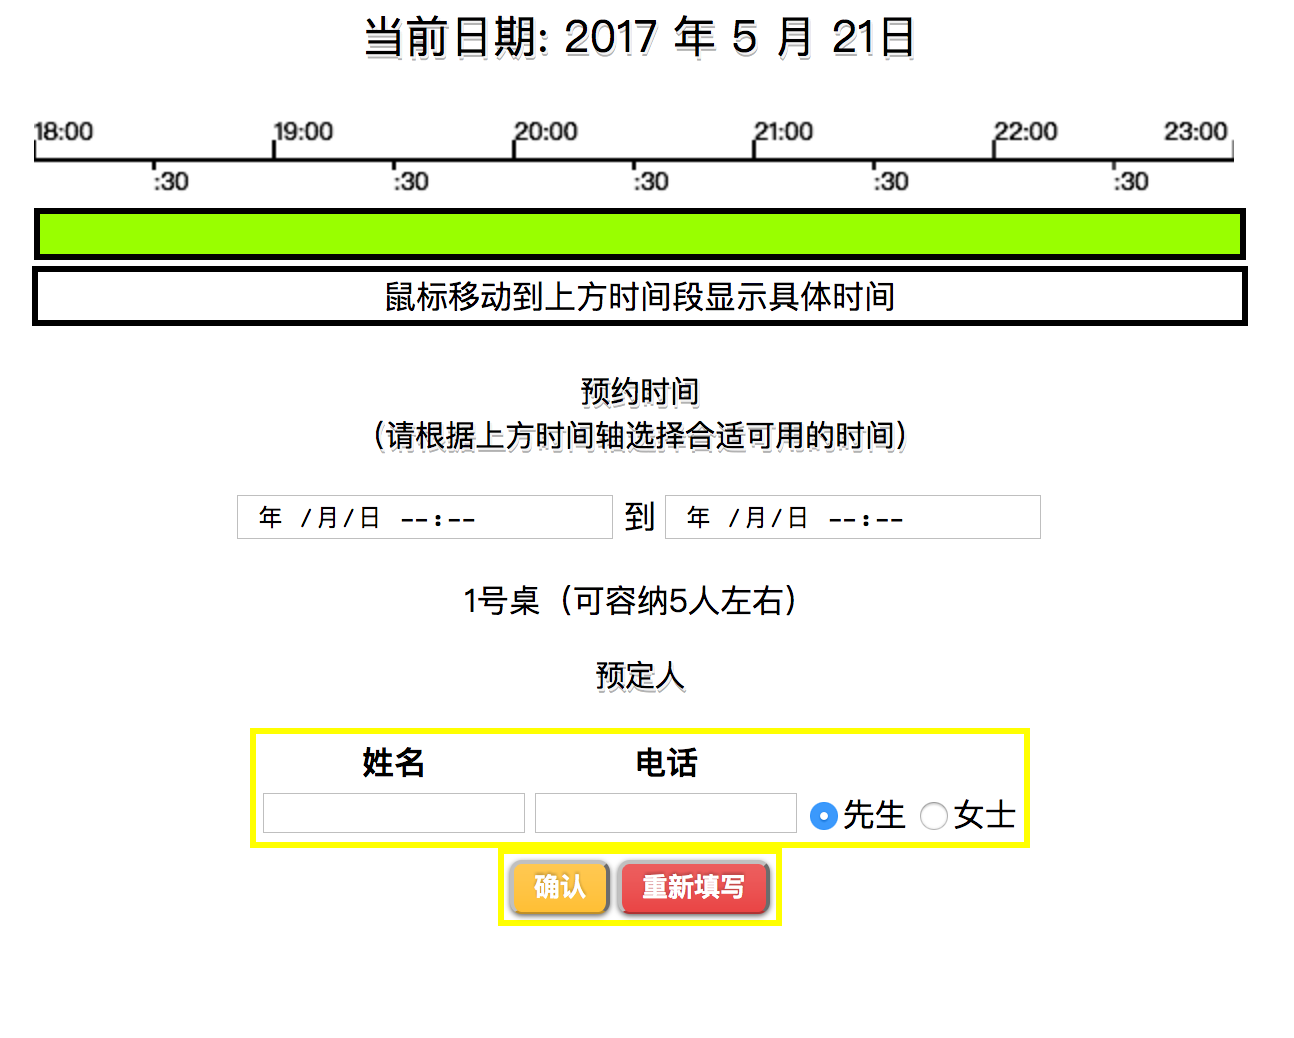 当前日期: 2017 年 5 月 21日
18:00 19:00 20:00 21:00 22:00 23:00
:30 :30 :30 :30 :30
鼠标移动到上方时间段显示具体时间
预约时间
（请根据上方时间轴选择合适可用的时间）
年 /月/日 --:-- 到 年 /月/日 --:--
1号桌（可容纳5人左右）
预定人
姓名 电话
先生 女士
确认 重新填写